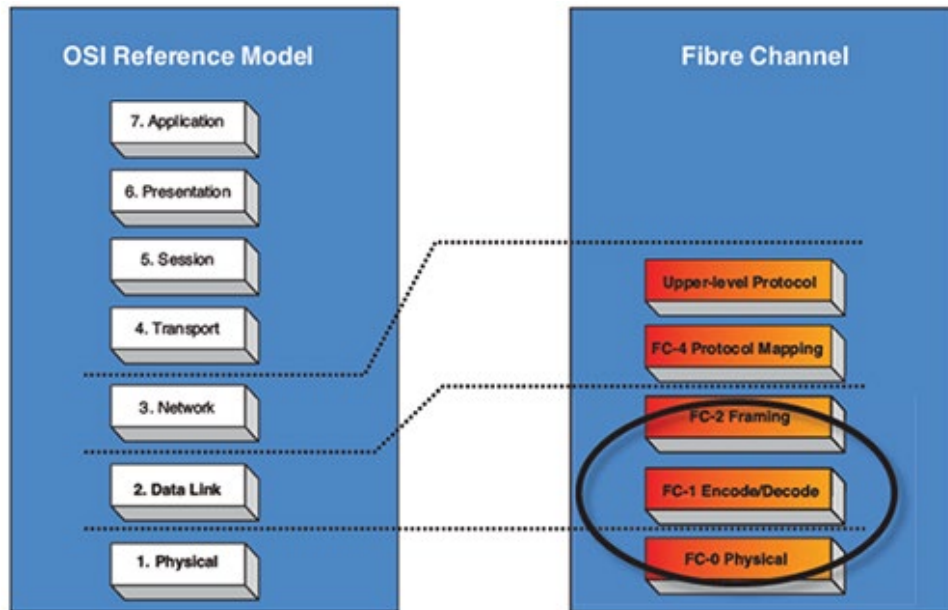 OSI Reference Model
7. Application
6. Presentation
5. Session
4. Transport
3. Network
2. Data Link
1. Physical
Fibre Channel
Upper-level Protocol
FC-4 Protocol Mapping
FC-2 Framing
FC-1 Encode/Decode
FC-0 Physical